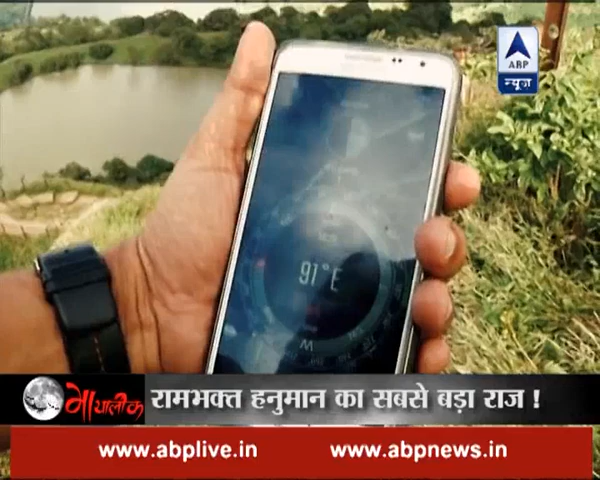 ABP
न्यूज़
91°E
W
मायालोक
रामभक्त हनुमान का सबसे बड़ा राज !
www.abplive.in www.abpnews.in